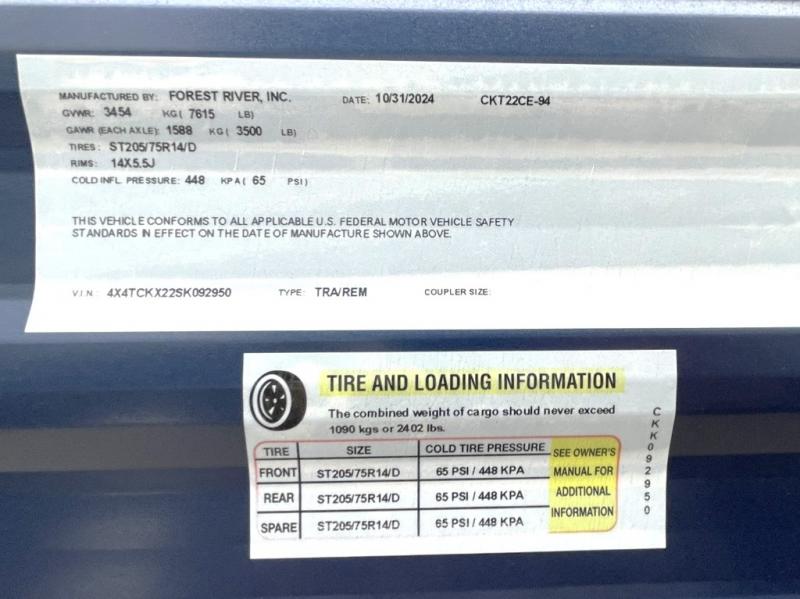 MANUFACTURED BY: FOREST RIVER, INC. DATE: 10/31/2024 CKT22CE-94
GVWR: 3454 KG( 7615 LB)
GAWR (EACH AXLE): 1588 KG( 3500 LB)
TIRES: ST205/75R14/D
RIMS: 14X5.5J
COLD INFL. PRESSURE: 448 KPA( 65 PSI)
THIS VEHICLE CONFORMS TO ALL APPLICABLE U.S. FEDERAL MOTOR VEHICLE SAFETY
STANDARDS IN EFFECT ON THE DATE OF MANUFACTURE SHOWN ABOVE.
V.I.N.: 4X4TCKX22SK092950 TYPE: TRA/REM COUPLER SIZE:
TIRE AND LOADING INFORMATION
The combined weight of cargo should never exceed
1090 kgs or 2402 lbs.
TIRE SIZE COLD TIRE PRESSURE
FRONT ST205/75R14/D 65 PSI / 448 KPA
REAR ST205/75R14/D 65 PSI / 448 KPA
SPARE ST205/75R14/D 65 PSI / 448 KPA
SEE OWNER'S
MANUAL FOR
ADDITIONAL
INFORMATION
CKK092950